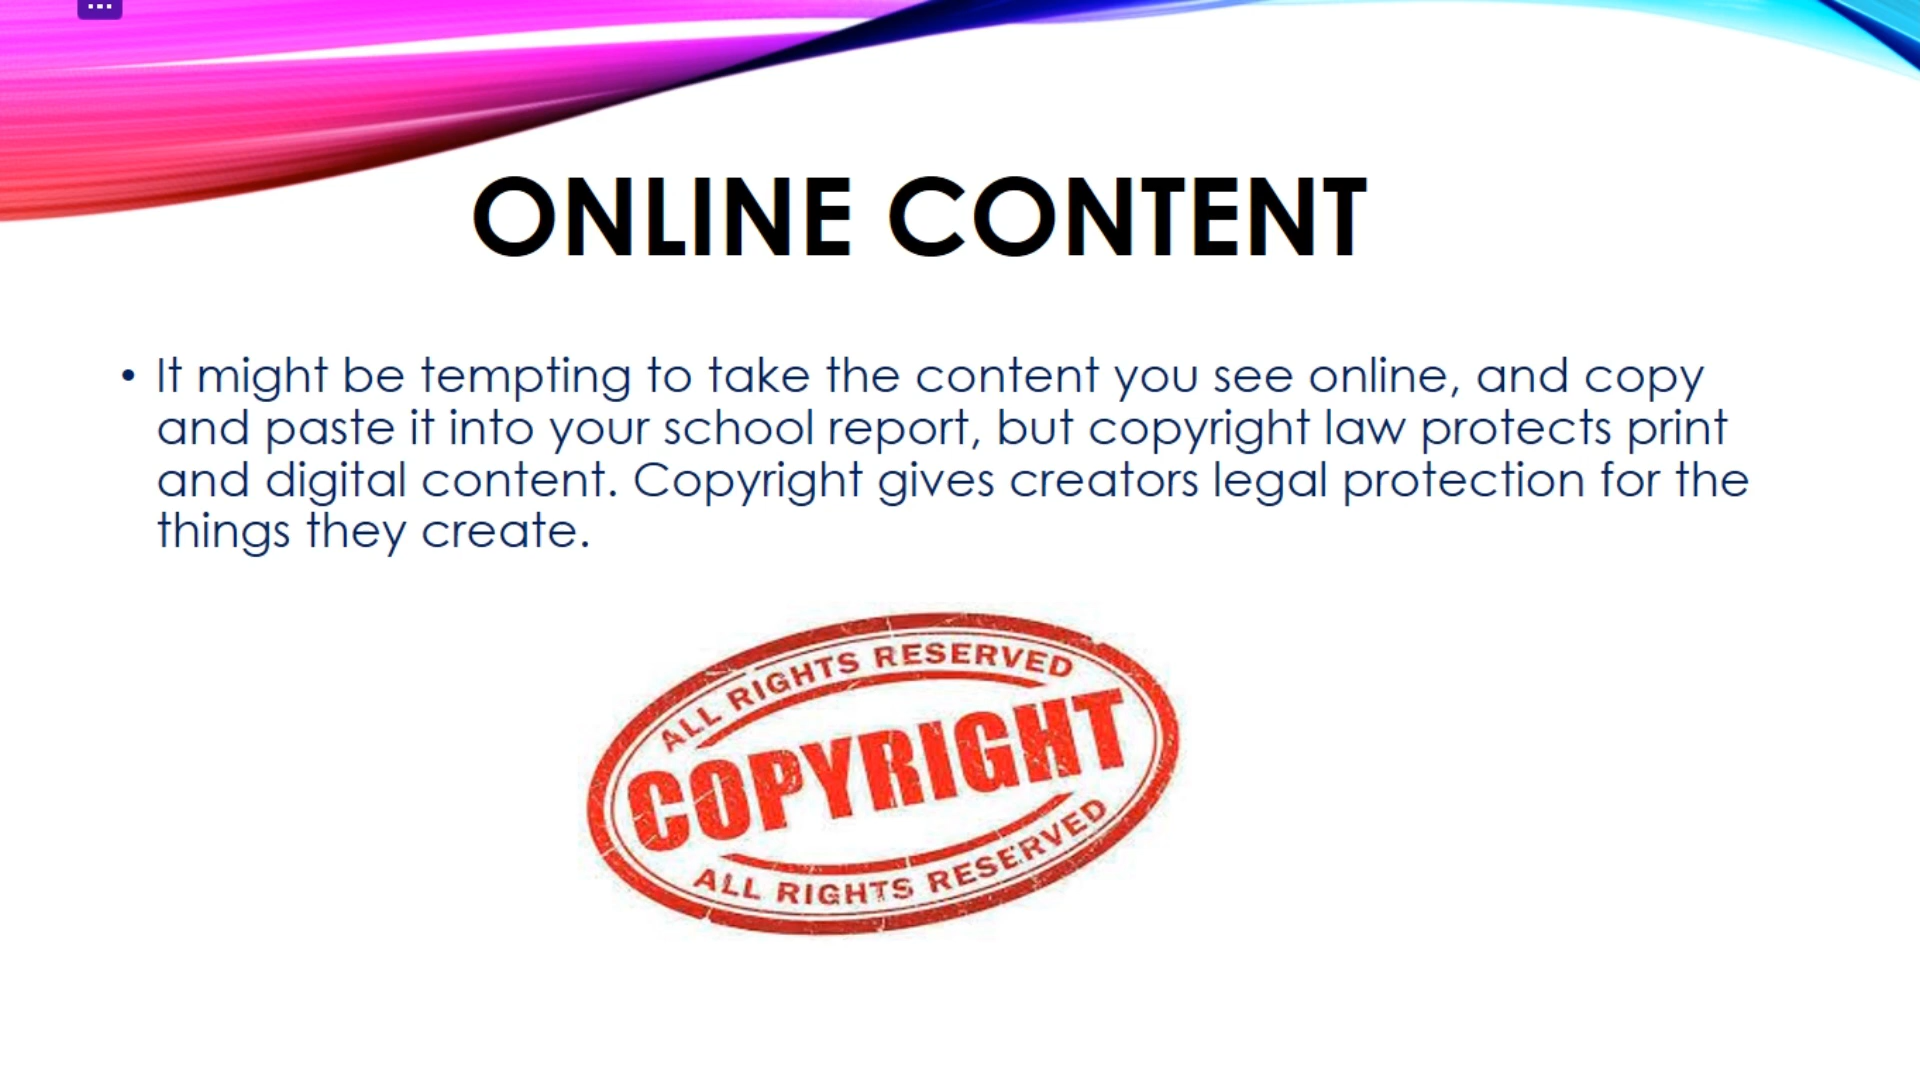 ONLINE CONTENT
• It might be tempting to take the content you see online, and copy
and paste it into your school report, but copyright law protects print
and digital content. Copyright gives creators legal protection for the
things they create.
ALL RIGHTS RESERVED
COPYRIGHT
ALL RIGHTS RESERVED